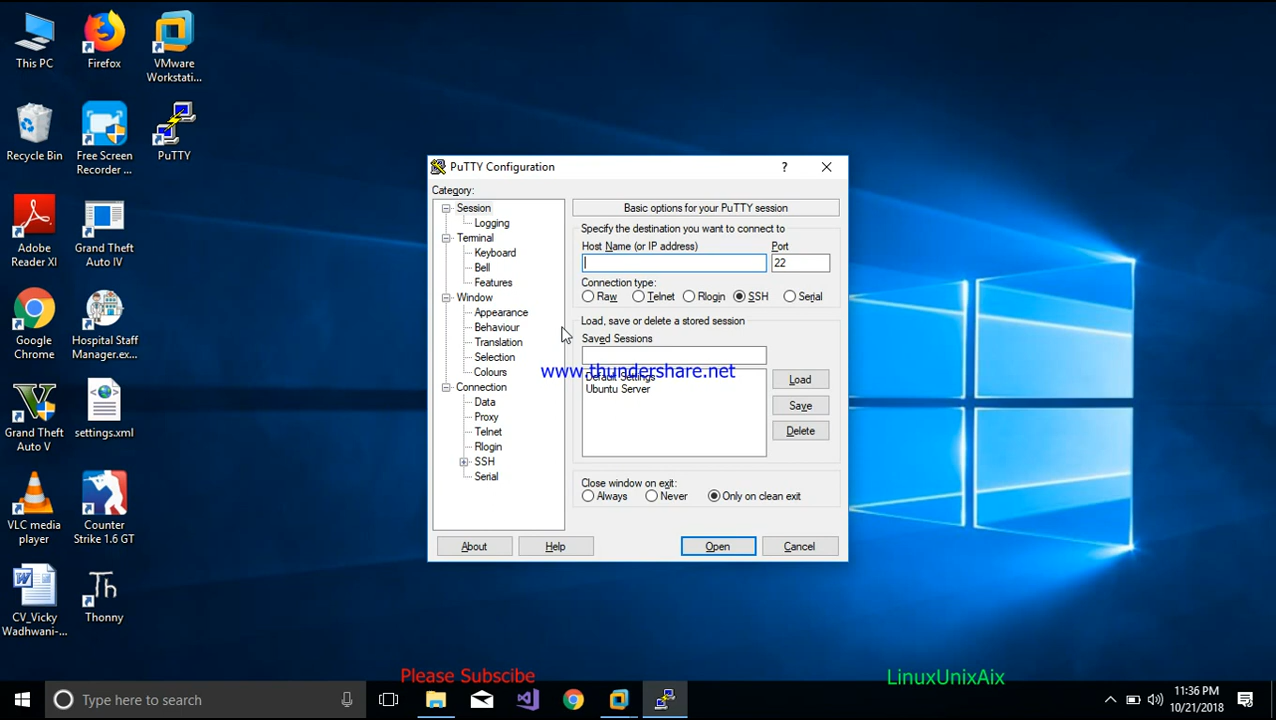 This PC
Firefox
VMware
Workstati...
Recycle Bin
Free Screen
Recorder ...
PuTTY
Adobe
Reader XI
Grand Theft
Auto IV
Google
Chrome
Hospital Staff
Manager.ex...
Grand Theft
Auto V
settings.xml
VLC media
player
Counter
Strike 1.6 GT
CV_Vicky
Wadhwani-...
Thonny
PuTTY Configuration
?
Category:
Session
Logging
Terminal
Keyboard
Bell
Features
Window
Appearance
Behaviour
Translation
Selection
Colours
Connection
Data
Proxy
Telnet
Rlogin
SSH
Serial
Basic options for your PuTTY session
Specify the destination you want to connect to
Host Name (or IP address) Port
22
Connection type:
Raw Telnet Rlogin SSH Serial
Load, save or delete a stored session
Saved Sessions
www.thundershare.net
Default Settings
Ubuntu Server
Load
Save
Delete
Close window on exit:
Always Never Only on clean exit
About Help Open Cancel
Please Subscibe
LinuxUnixAix
Type here to search
11:36 PM
10/21/2018